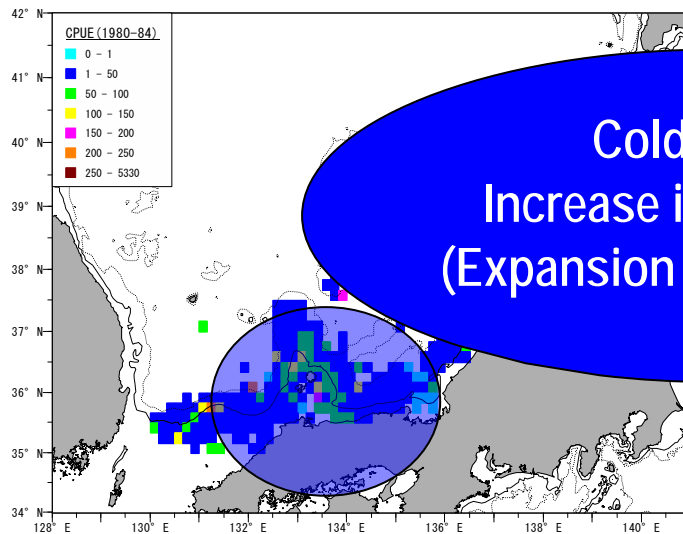 CPUE(1980-84)
0 - 1
1 - 50
50 - 100
100 - 150
150 - 200
200 - 250
250 - 5330
42° N
41° N
40° N
39° N
38° N
37° N
36° N
35° N
34° N
128° E
130° E
132° E
134° E
136° E
138° E
140° E
Cold
Increase i
(Expansion